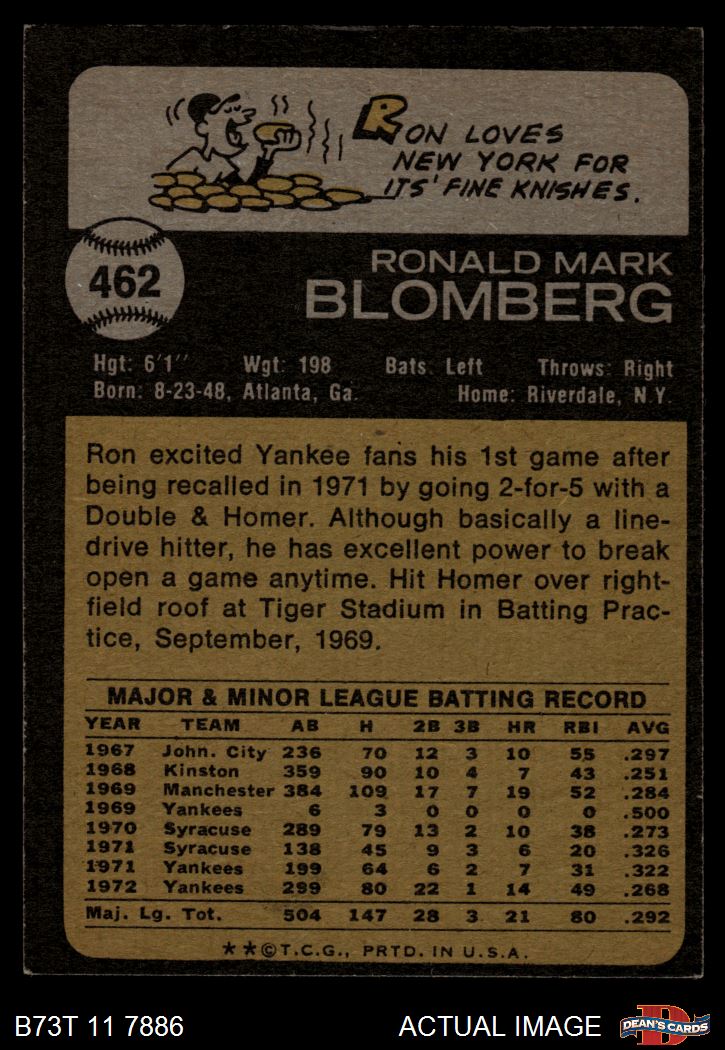 RON LOVES
NEW YORK FOR
ITS' FINE KNISHES.
462
RONALD MARK
BLOMBERG
Hgt: 6'1" Wgt: 198 Bats: Left Throws: Right
Born: 8-23-48, Atlanta, Ga. Home: Riverdale, N.Y.
Ron excited Yankee fans his 1st game after
being recalled in 1971 by going 2-for-5 with a
Double & Homer. Although basically a line-
drive hitter, he has excellent power to break
open a game anytime. Hit Homer over right-
field roof at Tiger Stadium in Batting Prac-
tice, September, 1969.
MAJOR & MINOR LEAGUE BATTING RECORD
YEAR TEAM AB H 2B 3B HR RBI AVG
1967 John. City 236 70 12 3 10 55 .297
1968 Kinston 359 90 10 4 7 43 .251
1969 Manchester 384 109 17 7 19 52 .284
1969 Yankees 6 3 0 0 0 0 .500
1970 Syracuse 289 79 13 2 10 38 .273
1971 Syracuse 138 45 9 3 6 20 .326
1971 Yankees 199 64 6 2 7 31 .322
1972 Yankees 299 80 22 1 14 49 .268
Maj. Lg. Tot. 504 147 28 3 21 80 .292
★★©T.C.G., PRTD. IN U.S.A.
B73T 11 7886 ACTUAL IMAGE D DEAN'S CARDS